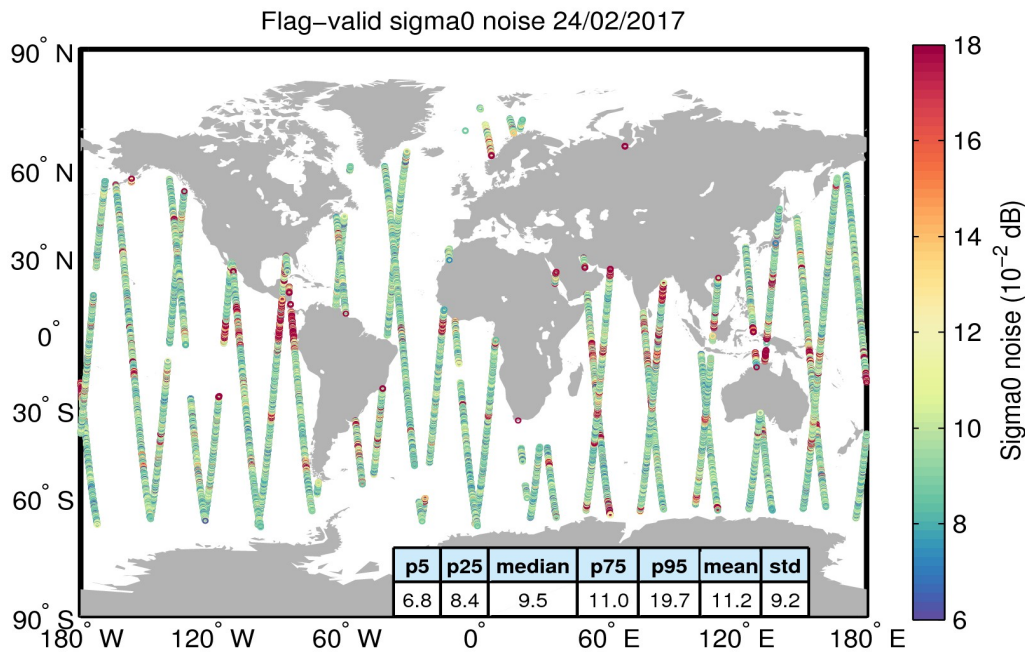 Flag−valid sigma0 noise 24/02/2017
90° N
60° N
30° N
0°
30° S
60° S
90° S
180° W
120° W
60° W
0°
60° E
120° E
180° E
p5 p25 median p75 p95 mean std
6.8 8.4 9.5 11.0 19.7 11.2 9.2
18
16
14
12
10
8
6
Sigma0 noise (10⁻² dB)